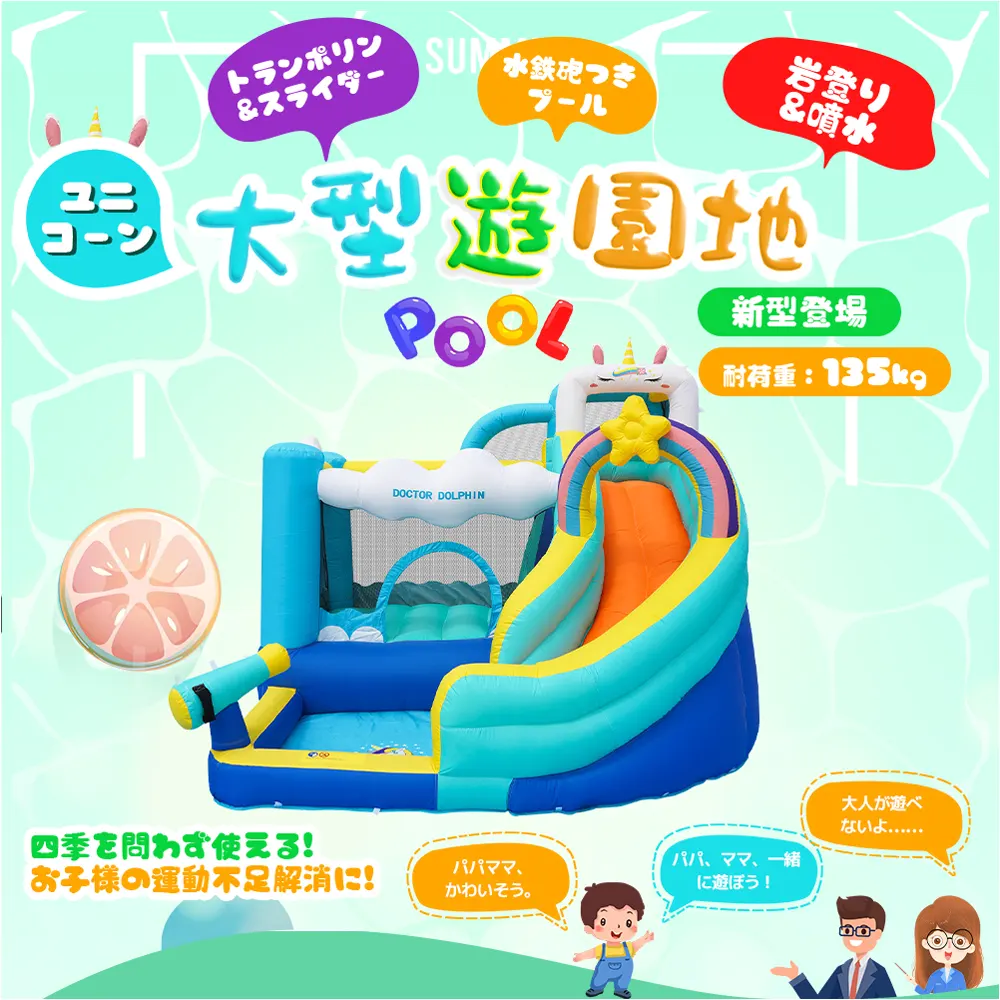 トランポリン
&スライダー
SUM
水鉄砲つき
プール
岩登り
&噴水
ユニ
コーン
大型遊園地
POOL
新型登場
耐荷重：135kg
DOCTOR DOLPHIN
四季を問わず使える!
お子様の運動不足解消に!
パパママ、
かわいそう。
パパ、ママ、一緒
に遊ぼう！
大人が遊べ
ないよ......